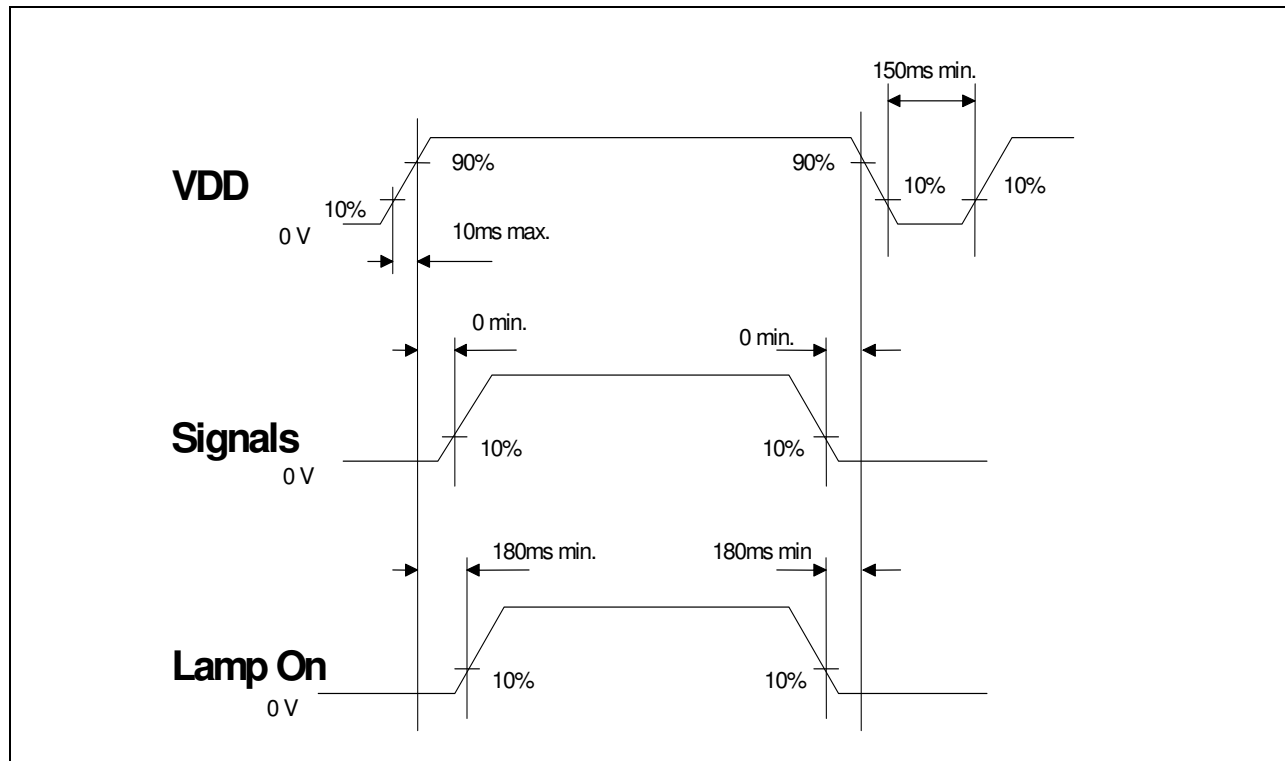 150ms min.
90%
90%
VDD
10%
10%
10%
0 V
10ms max.
0 min.
0 min.
Signals
10%
10%
0 V
180ms min.
180ms min
Lamp On
10%
10%
0 V